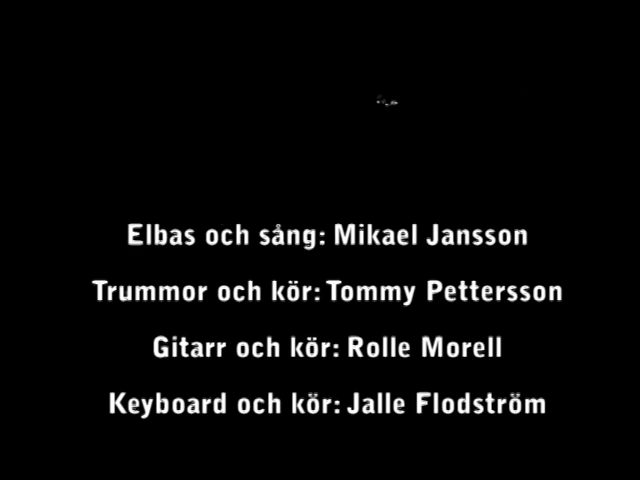 Elbas och sång: Mikael Jansson
Trummor och kör: Tommy Pettersson
Gitarr och kör: Rolle Morell
Keyboard och kör: Jalle Flodström